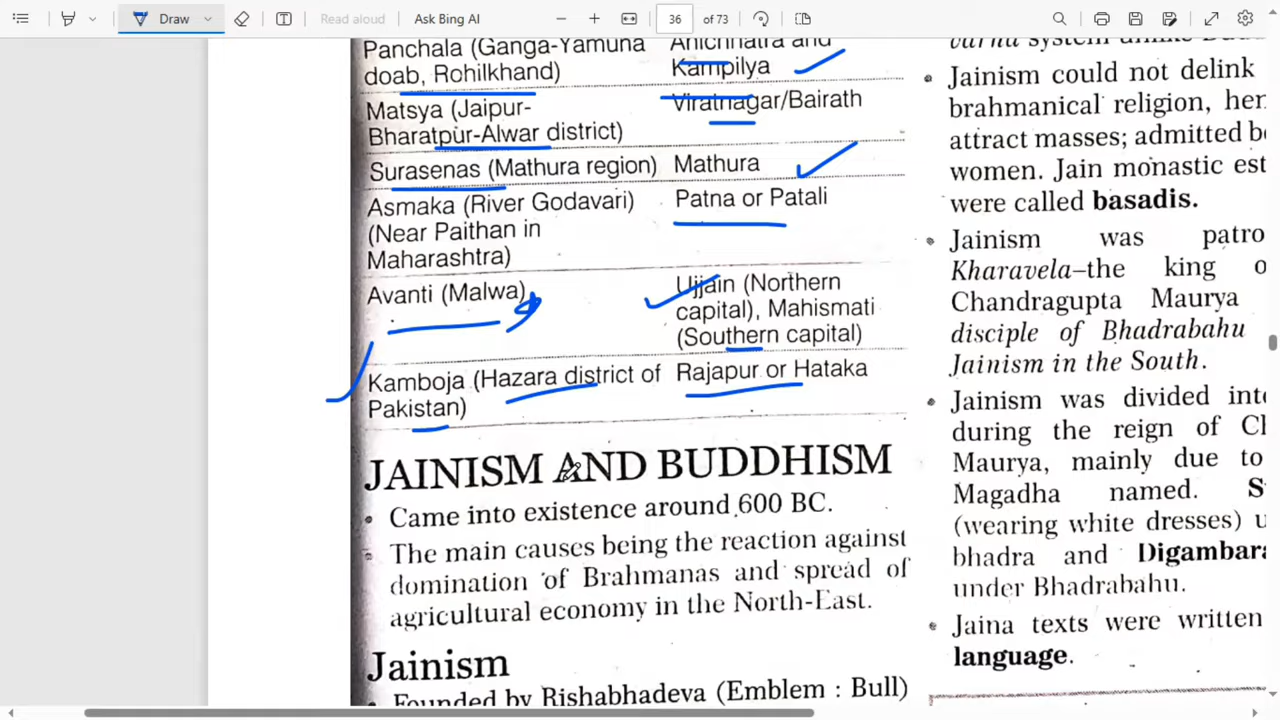 Draw
Read aloud
Ask Bing AI
36
of 73
Panchala (Ganga-Yamuna
doab, Rohilkhand)
Ahichhatra and
Kampilya
Matsya (Jaipur-
Bharatpur-Alwar district)
Viratnagar/Bairath
Surasenas (Mathura region)
Mathura
Asmaka (River Godavari)
(Near Paithan in
Maharashtra)
Patna or Patali
Avanti (Malwa)
Ujjain (Northern
capital), Mahismati
(Southern capital)
Kamboja (Hazara district of
Pakistan)
Rajapur or Hataka
JAINISM AND BUDDHISM
• Came into existence around 600 BC.
• The main causes being the reaction against
domination of Brahmanas and spread of
agricultural economy in the North-East.
Jainism
• Founded by Rishabhadeva (Emblem : Bull)
varna system unlike
• Jainism could not delink
brahmanical religion,
attract masses; admitted
women. Jain monastic
were called basadis.
• Jainism was
Kharavela–the king
Chandragupta Maurya
disciple of Bhadrabahu
Jainism in the South.
• Jainism was divided
during the reign of
Maurya, mainly due to
Magadha named.
(wearing white dresses)
bhadra and
under Bhadrabahu.
• Jaina texts were written
language.